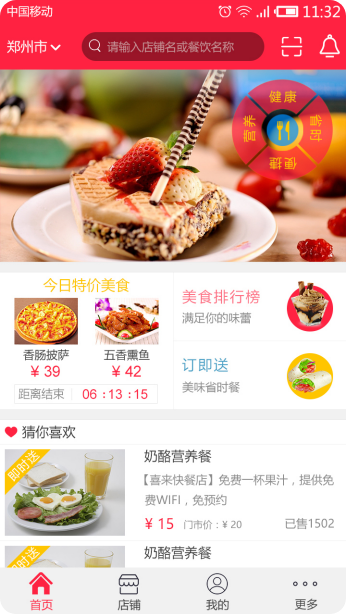 中国移动 11:32
郑州市 请输入店铺名或餐饮名称
健康
营养 省时
便捷
今日特价美食
香肠披萨 五香熏鱼
¥ 39 ¥ 42
距离结束 06 : 13 : 15
美食排行榜
满足你的味蕾
订即送
美味省时餐
猜你喜欢
即时送
奶酪营养餐
【喜来快餐店】免费一杯果汁，提供免
费WIFI，免预约
¥ 15 门市价：¥ 20 已售1502
即时送
奶酪营养餐
首页 店铺 我的 更多